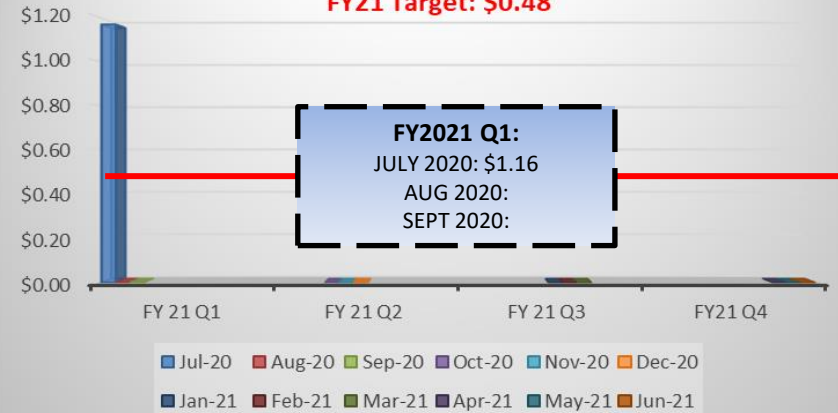 FY21 Target: $0.48
$1.20
$1.00
$0.80
$0.60
$0.40
$0.20
$0.00
FY2021 Q1:
JULY 2020: $1.16
AUG 2020:
SEPT 2020:
FY 21 Q1 FY 21 Q2 FY 21 Q3 FY21 Q4
Jul-20 Aug-20 Sep-20 Oct-20 Nov-20 Dec-20
Jan-21 Feb-21 Mar-21 Apr-21 May-21 Jun-21